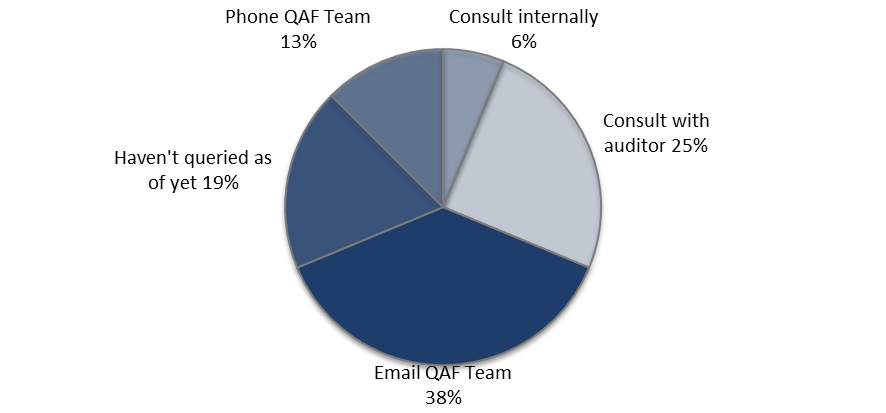 Phone QAF Team
13%
Consult internally
6%
Consult with
auditor 25%
Haven't queried as
of yet 19%
Email QAF Team
38%